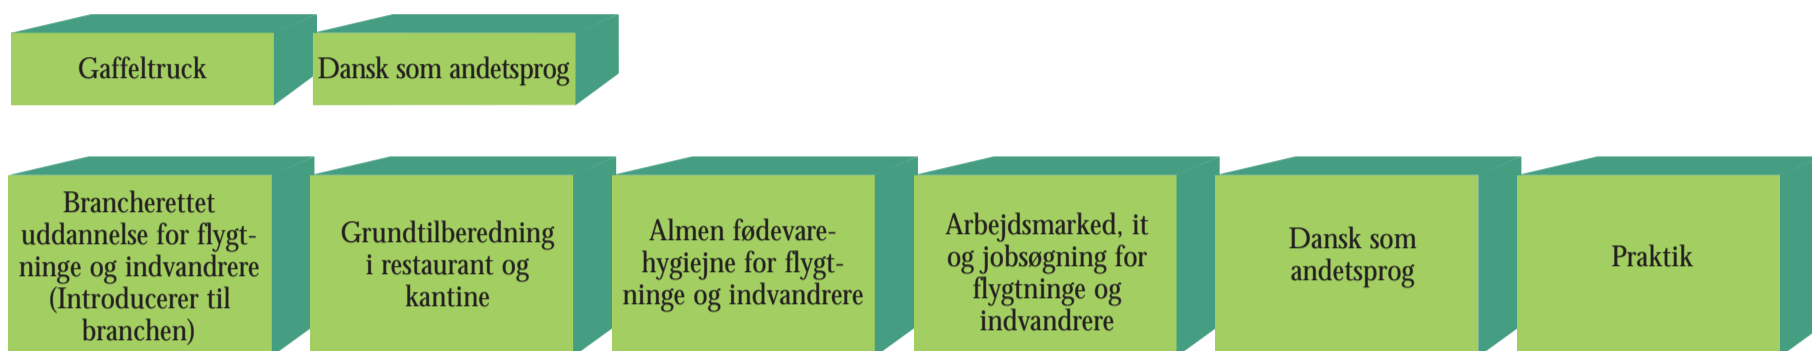 Gaffeltruck
Dansk som andetsprog
Brancherettet
uddannelse for flygt-
ninge og indvandrere
(Introducerer til
branchen)
Grundtilberedning
i restaurant og
kantine
Almen fødevare-
hygiejne for flygt-
ninge og indvandrere
Arbejdsmarked, it
og jobsøgning for
flygtninge og
indvandrere
Dansk som
andetsprog
Praktik